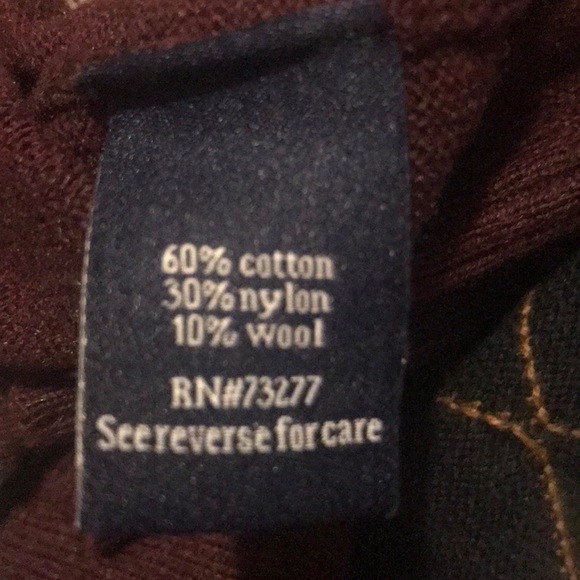 60% cotton
30% nylon
10% wool
RN#73277
See reverse for care